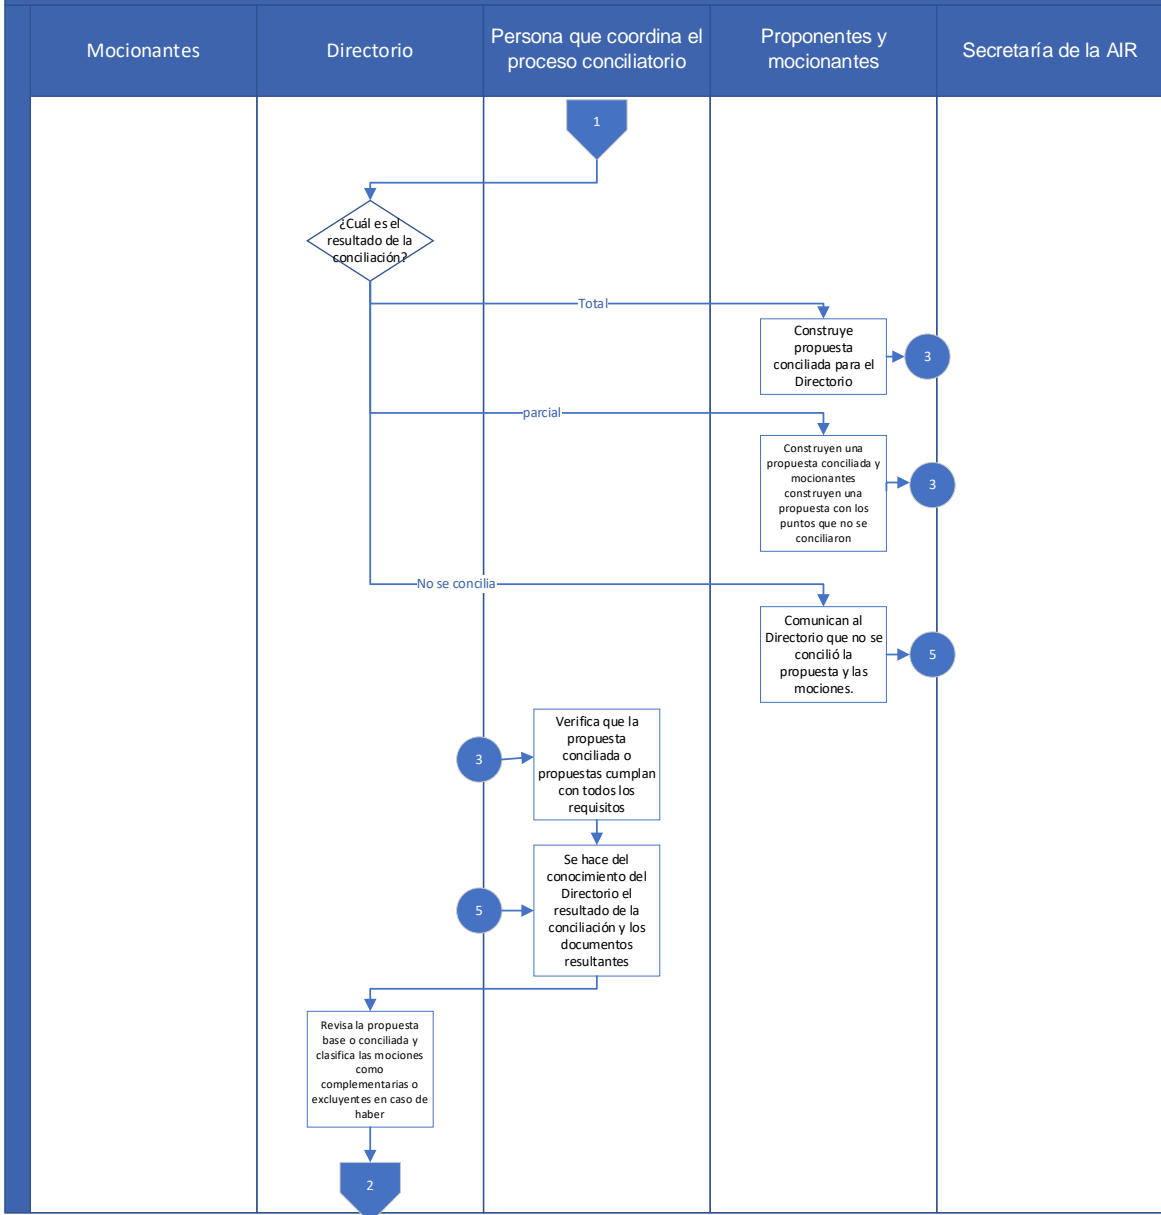 Mocionantes
Directorio
Persona que coordina el
proceso conciliatorio
Proponentes y
mocionantes
Secretaría de la AIR
1
¿Cuál es el
resultado de la
conciliación?
Total
Construye
propuesta
conciliada para el
Directorio
3
parcial
Construyen una
propuesta conciliada y
mocionantes
construyen una
propuesta con los
puntos que no se
conciliaron
3
No se concilia
Comunican al
Directorio que no se
concilió la
propuesta y las
mociones.
5
3
Verifica que la
propuesta
conciliada o
propuestas cumplan
con todos los
requisitos
5
Se hace del
conocimiento del
Directorio el
resultado de la
conciliación y los
documentos
resultantes
Revisa la propuesta
base o conciliada y
clasifica las mociones
como
complementarias o
excluyentes en caso de
haber
2